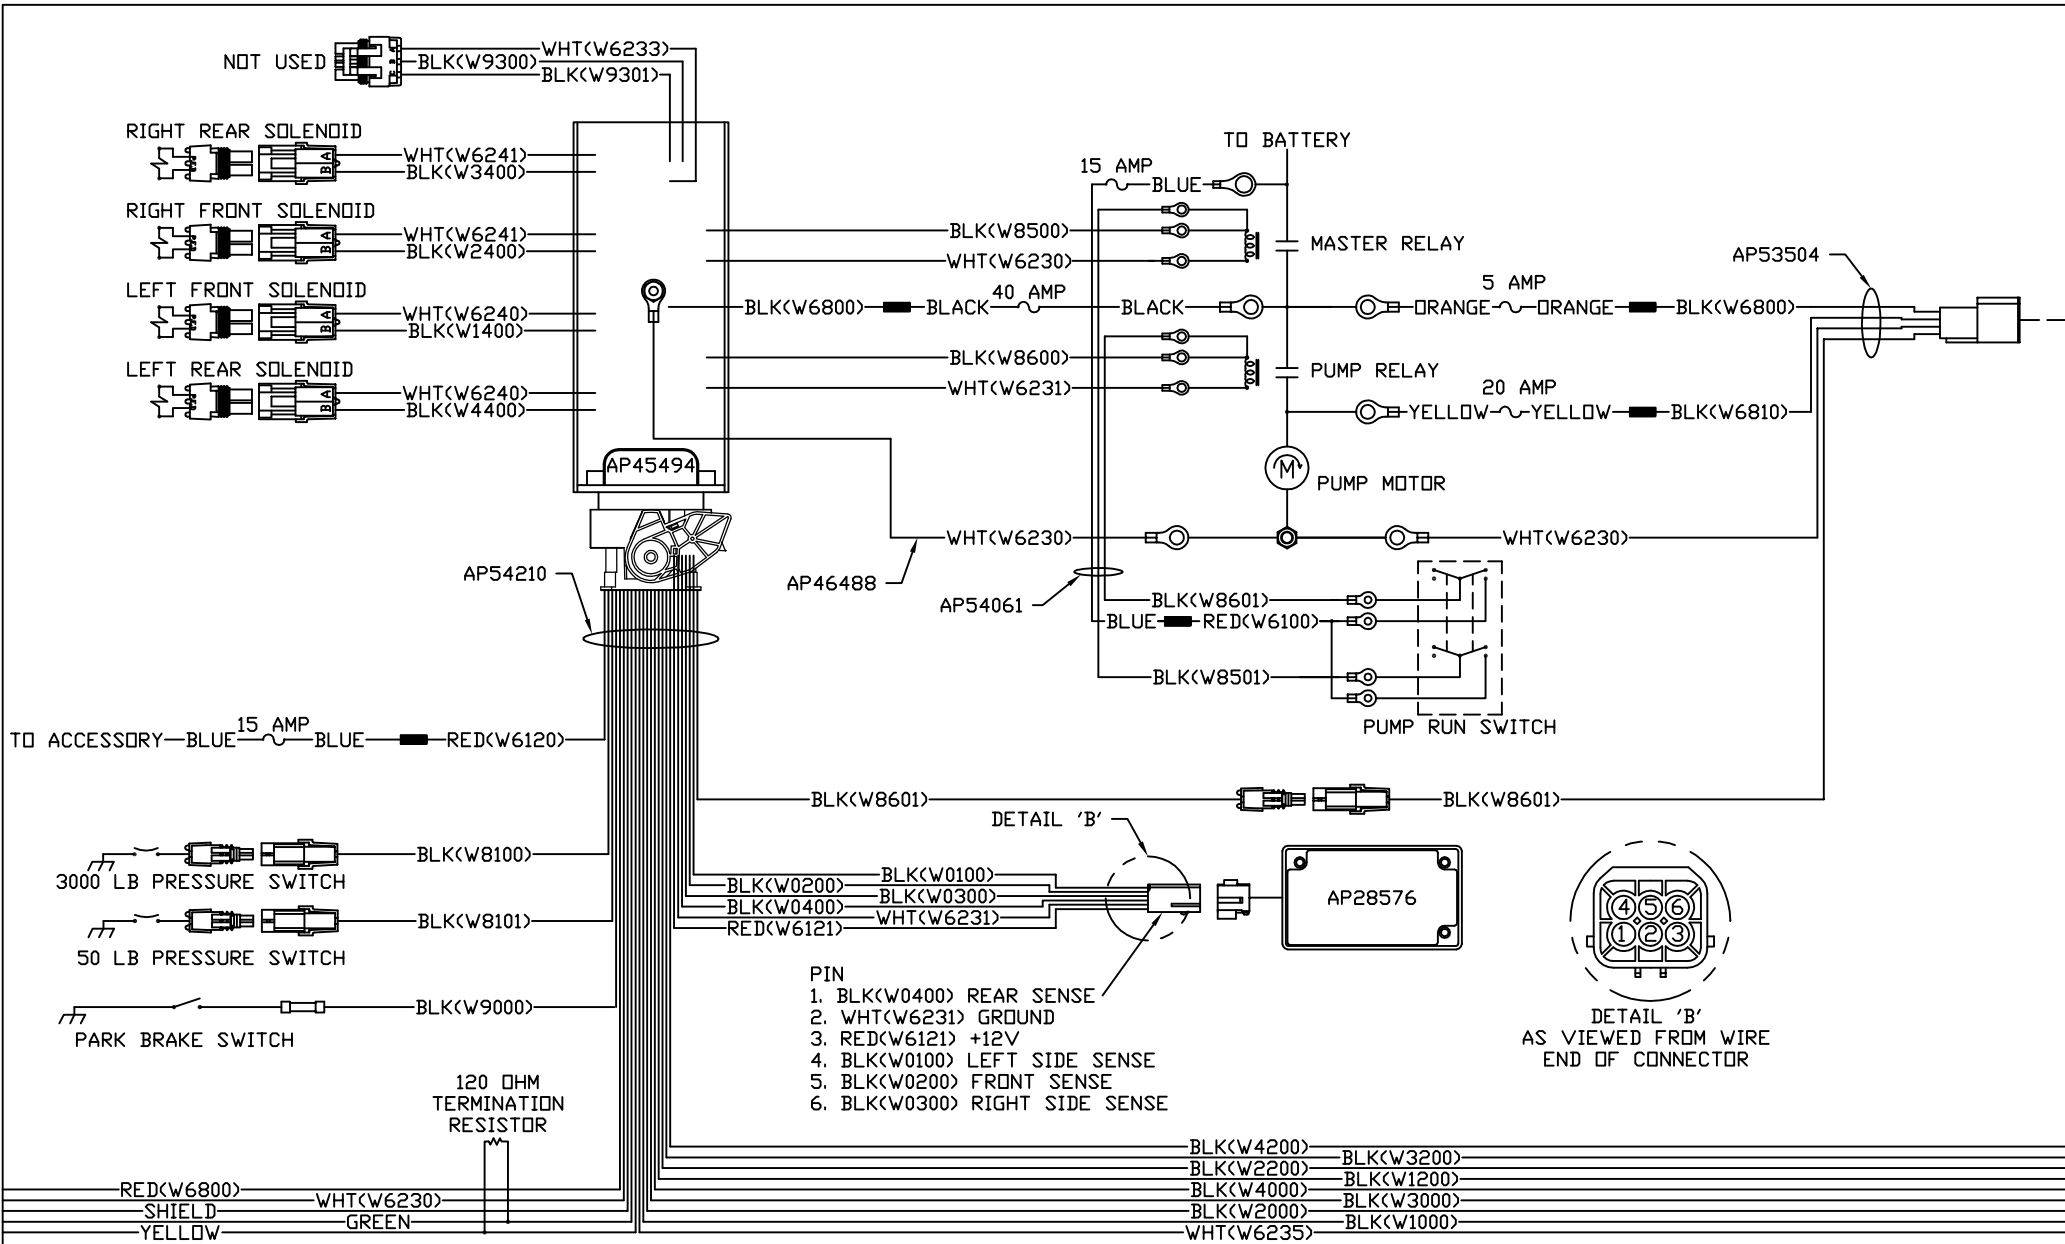 NOT USED
WHT(W6233)
BLK(W9300)
BLK(W9301)
RIGHT REAR SOLENOID
WHT(W6241)
BLK(W3400)
A
B
RIGHT FRONT SOLENOID
WHT(W6241)
BLK(W2400)
A
B
LEFT FRONT SOLENOID
WHT(W6240)
BLK(W1400)
A
B
LEFT REAR SOLENOID
WHT(W6240)
BLK(W4400)
A
B
AP45494
TO BATTERY
15 AMP
BLUE
BLK(W8500)
WHT(W6230)
MASTER RELAY
BLK(W6800)
BLACK
40 AMP
BLACK
5 AMP
ORANGE
ORANGE
BLK(W6800)
AP53504
BLK(W8600)
WHT(W6231)
PUMP RELAY
20 AMP
YELLOW
YELLOW
BLK(W6810)
M
PUMP MOTOR
WHT(W6230)
WHT(W6230)
AP54210
AP46488
AP54061
BLK(W8601)
BLUE
RED(W6100)
BLK(W8501)
PUMP RUN SWITCH
TO ACCESSORY
BLUE
15 AMP
BLUE
RED(W6120)
BLK(W8601)
BLK(W8601)
DETAIL 'B'
BLK(W8100)
3000 LB PRESSURE SWITCH
BLK(W8101)
50 LB PRESSURE SWITCH
BLK(W9000)
PARK BRAKE SWITCH
BLK(W0100)
BLK(W0200)
BLK(W0300)
BLK(W0400)
WHT(W6231)
RED(W6121)
AP28576
4 5 6
1 2 3
DETAIL 'B'
AS VIEWED FROM WIRE
END OF CONNECTOR
PIN
1. BLK(W0400) REAR SENSE
2. WHT(W6231) GROUND
3. RED(W6121) +12V
4. BLK(W0100) LEFT SIDE SENSE
5. BLK(W0200) FRONT SENSE
6. BLK(W0300) RIGHT SIDE SENSE
120 OHM
TERMINATION
RESISTOR
RED(W6800)
WHT(W6230)
SHIELD
GREEN
YELLOW
BLK(W4200)
BLK(W3200)
BLK(W2200)
BLK(W1200)
BLK(W4000)
BLK(W3000)
BLK(W2000)
BLK(W1000)
WHT(W6235)